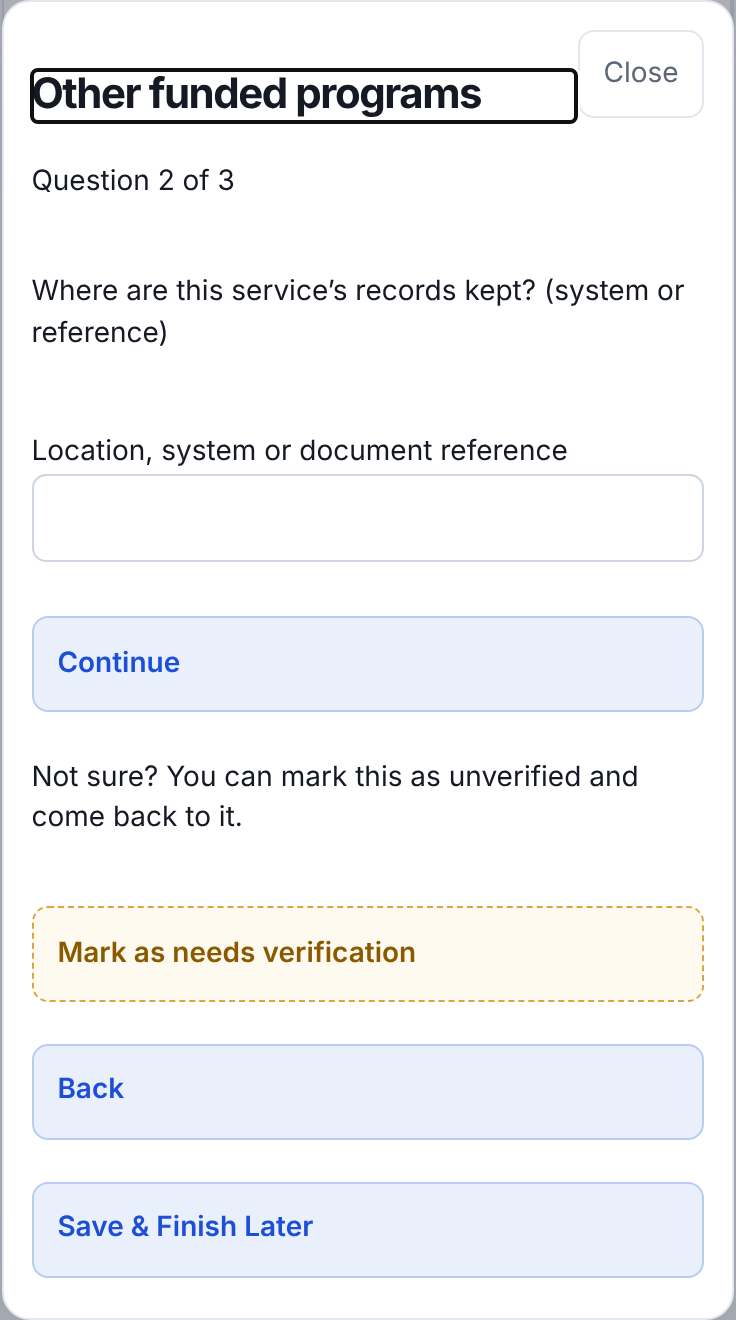 Other funded programs
Close
Question 2 of 3
Where are this service’s records kept? (system or
reference)
Location, system or document reference
Continue
Not sure? You can mark this as unverified and
come back to it.
Mark as needs verification
Back
Save & Finish Later